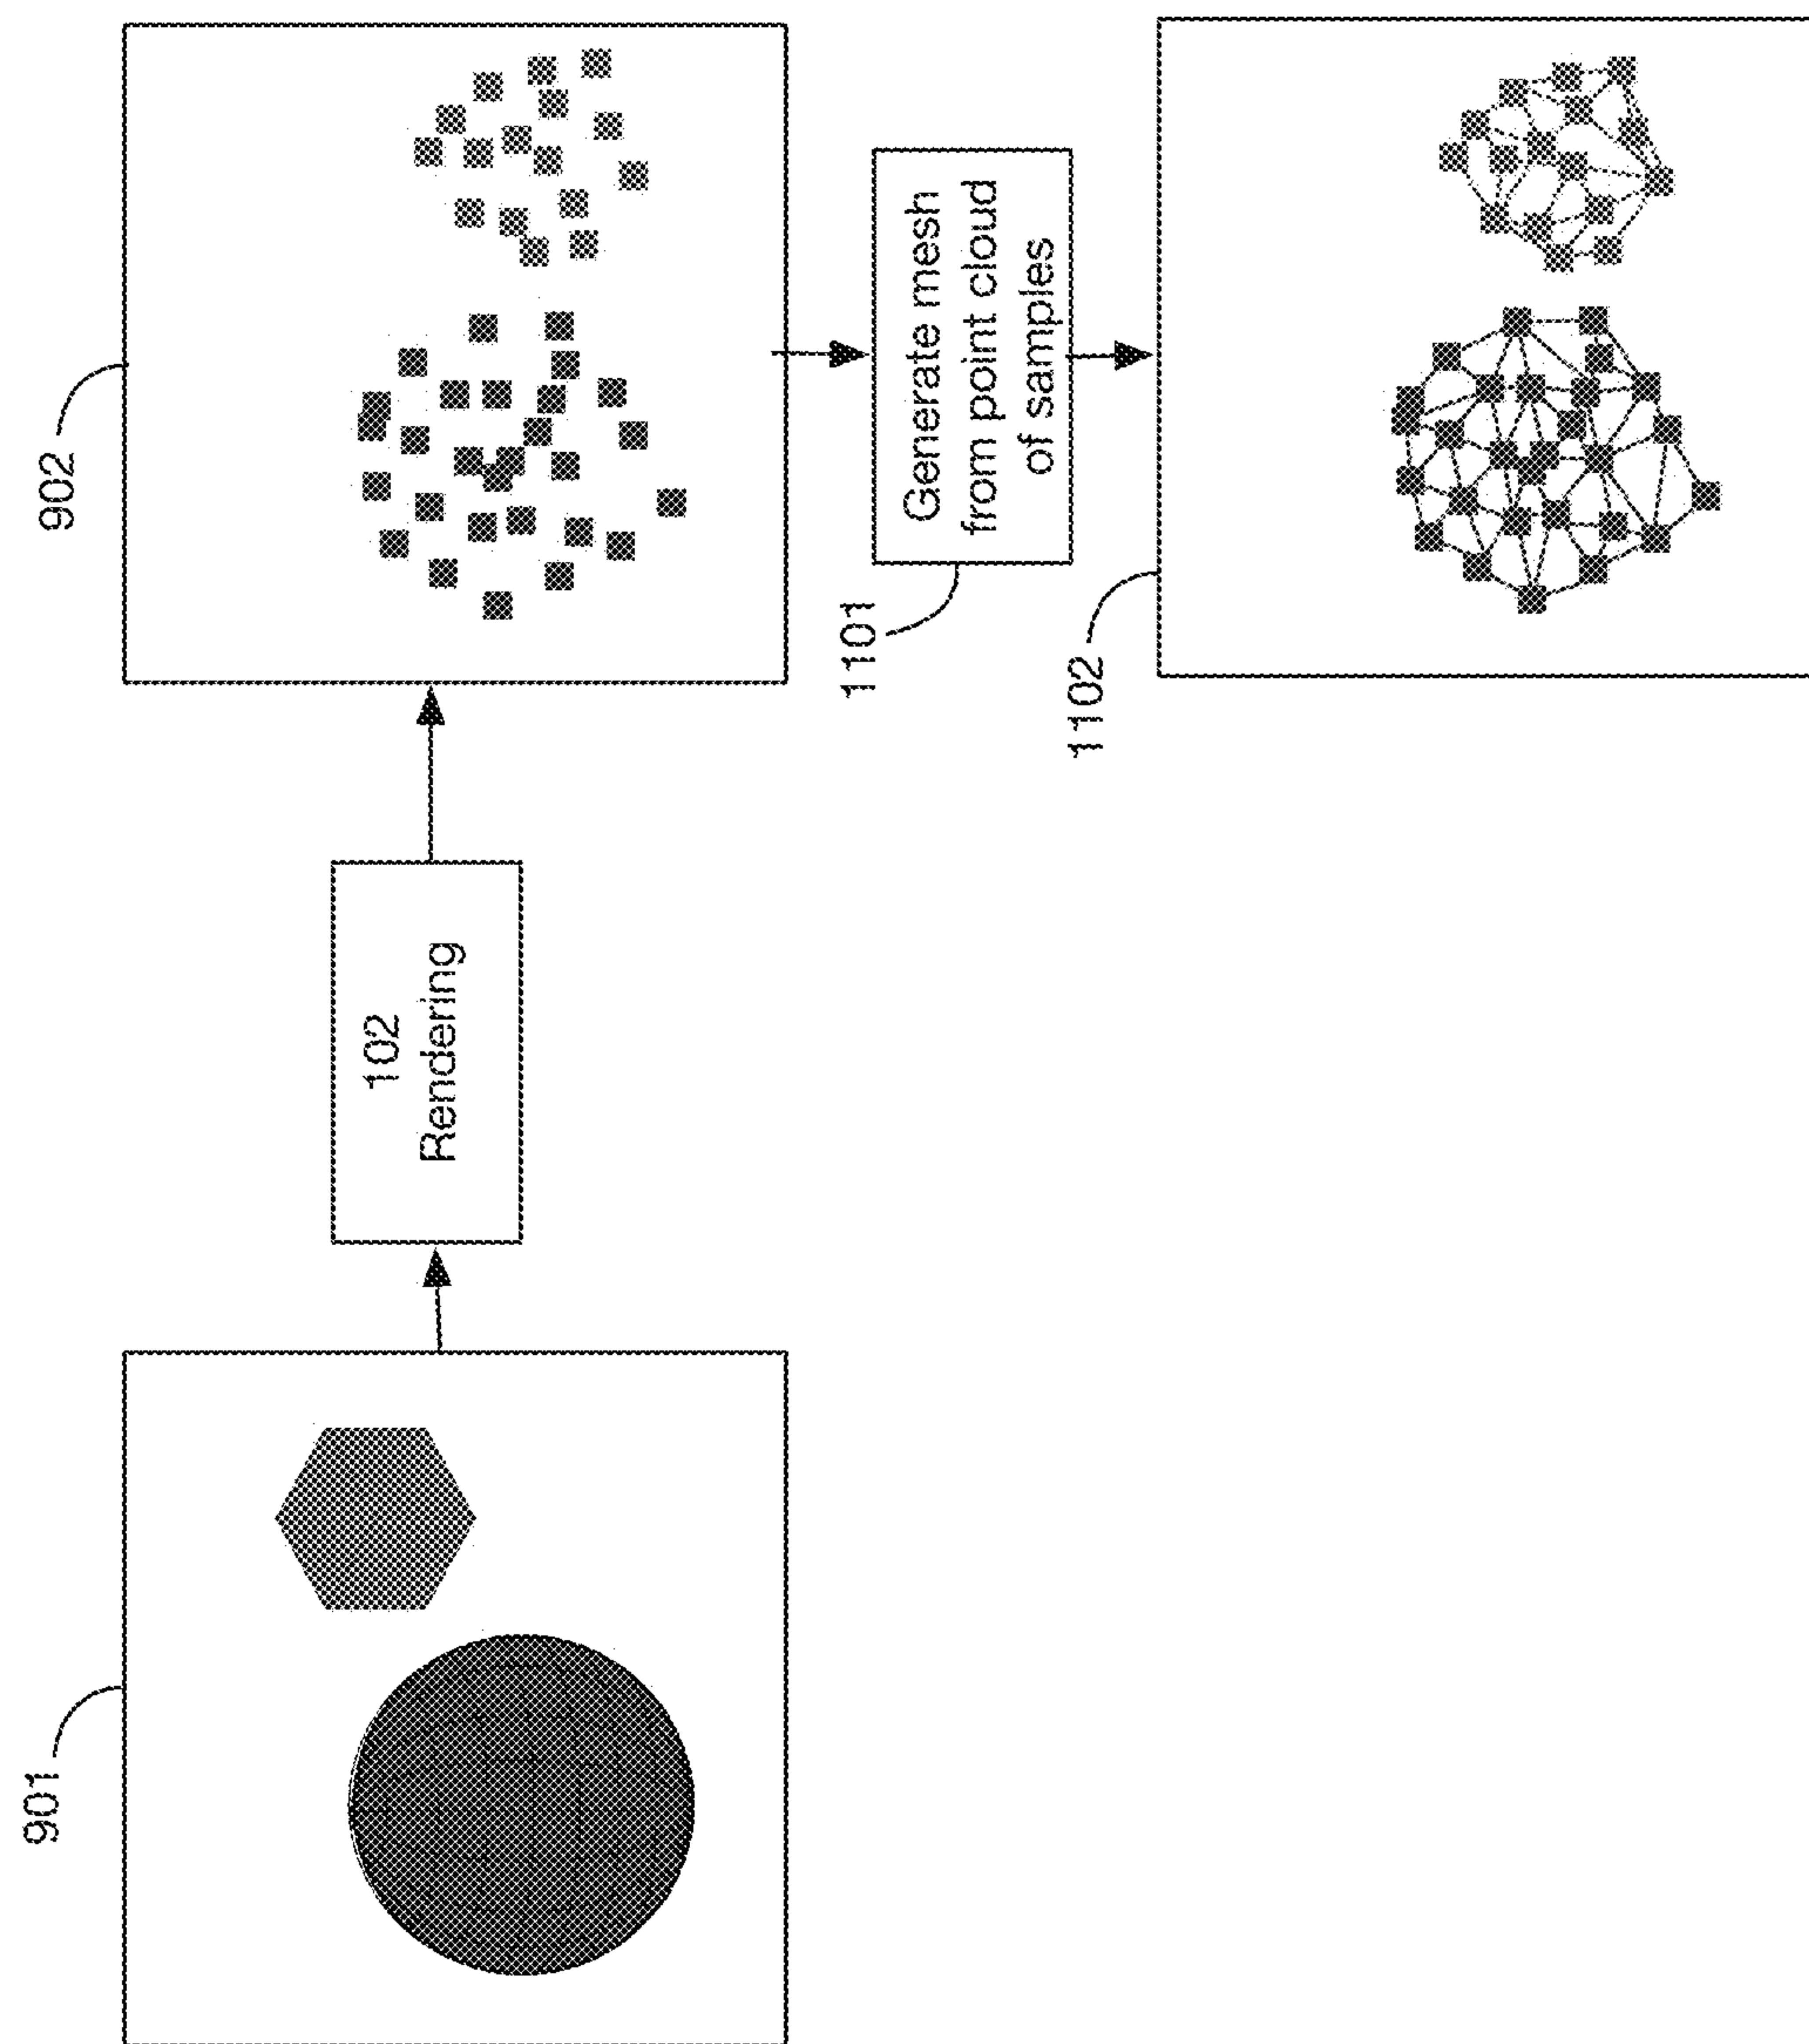 901
102
Rendering
902
1101
Generate mesh
from point cloud
of samples
1102